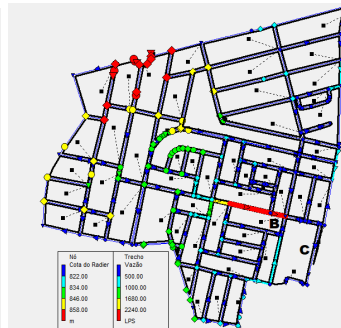 B
C
Nó
Cota do Radier
822.00
834.00
846.00
858.00
m
Trecho
Vazão
500.00
1000.00
1680.00
2240.00
LPS